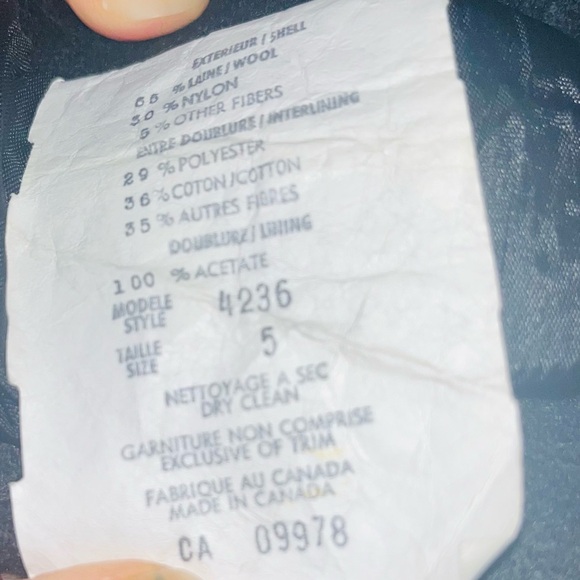 EXTERIEUR / SHELL
65 % LAINE / WOOL
30 % NYLON
5 % OTHER FIBERS
ENTRE DOUBLURE / INTERLINING
29 % POLYESTER
36 % COTON / COTTON
35 % AUTRES FIBRES
DOUBLURE / LINING
100 % ACETATE
MODELE
STYLE 4236
TAILLE
SIZE 5
NETTOYAGE A SEC
DRY CLEAN
GARNITURE NON COMPRISE
EXCLUSIVE OF TRIM
FABRIQUE AU CANADA
MADE IN CANADA
CA 09978